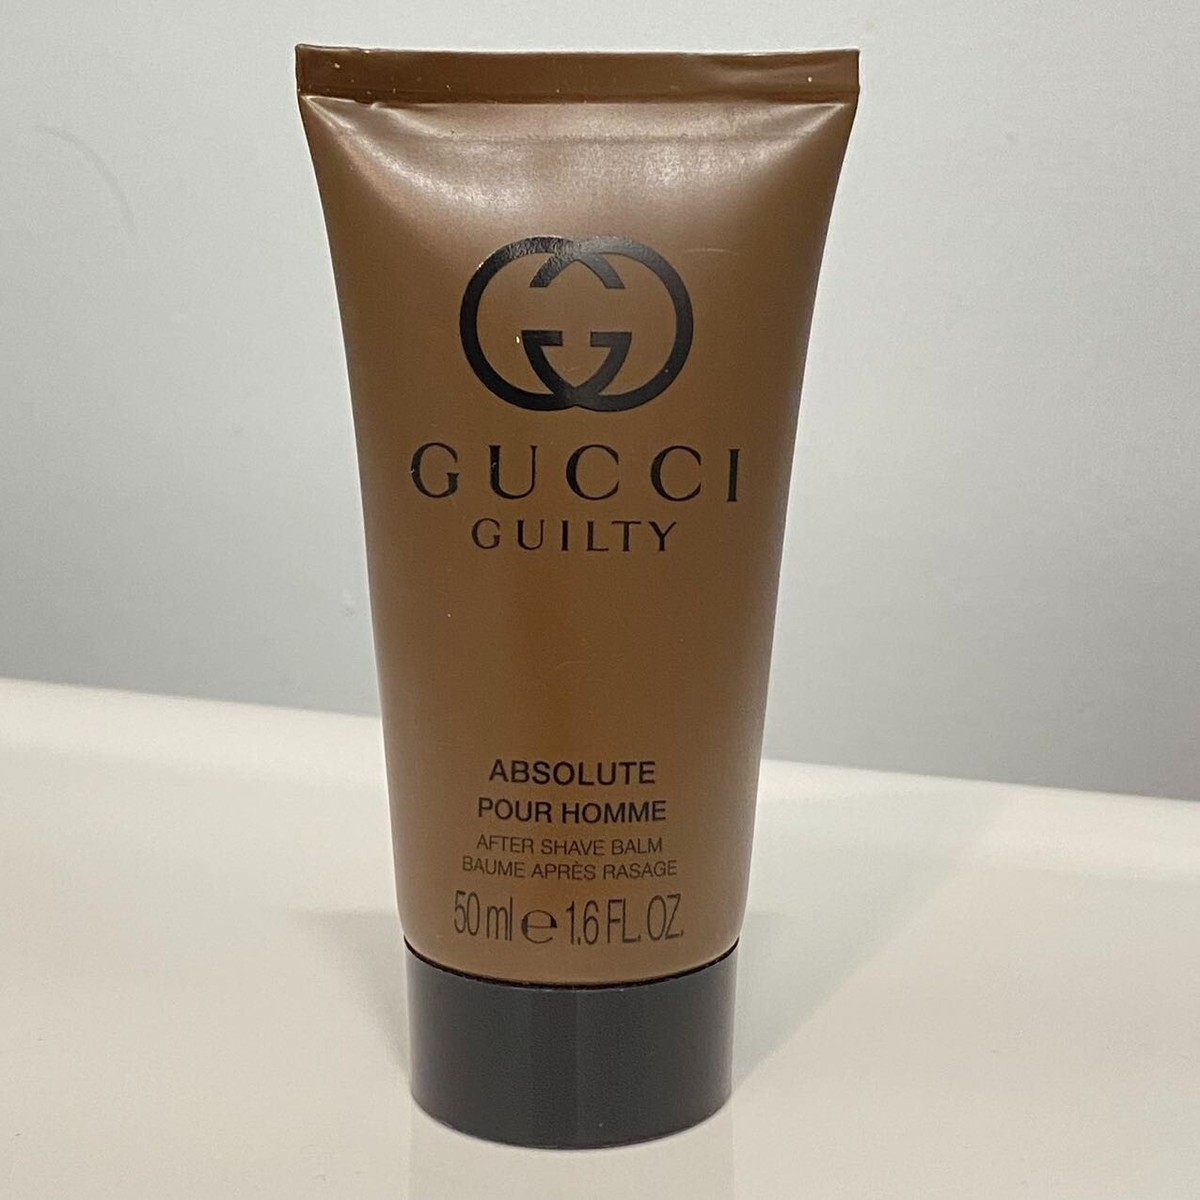 GUCCI
GUILTY
ABSOLUTE
POUR HOMME
AFTER SHAVE BALM
BAUME APRÈS RASAGE
50 ml ℮ 1.6 FL. OZ.